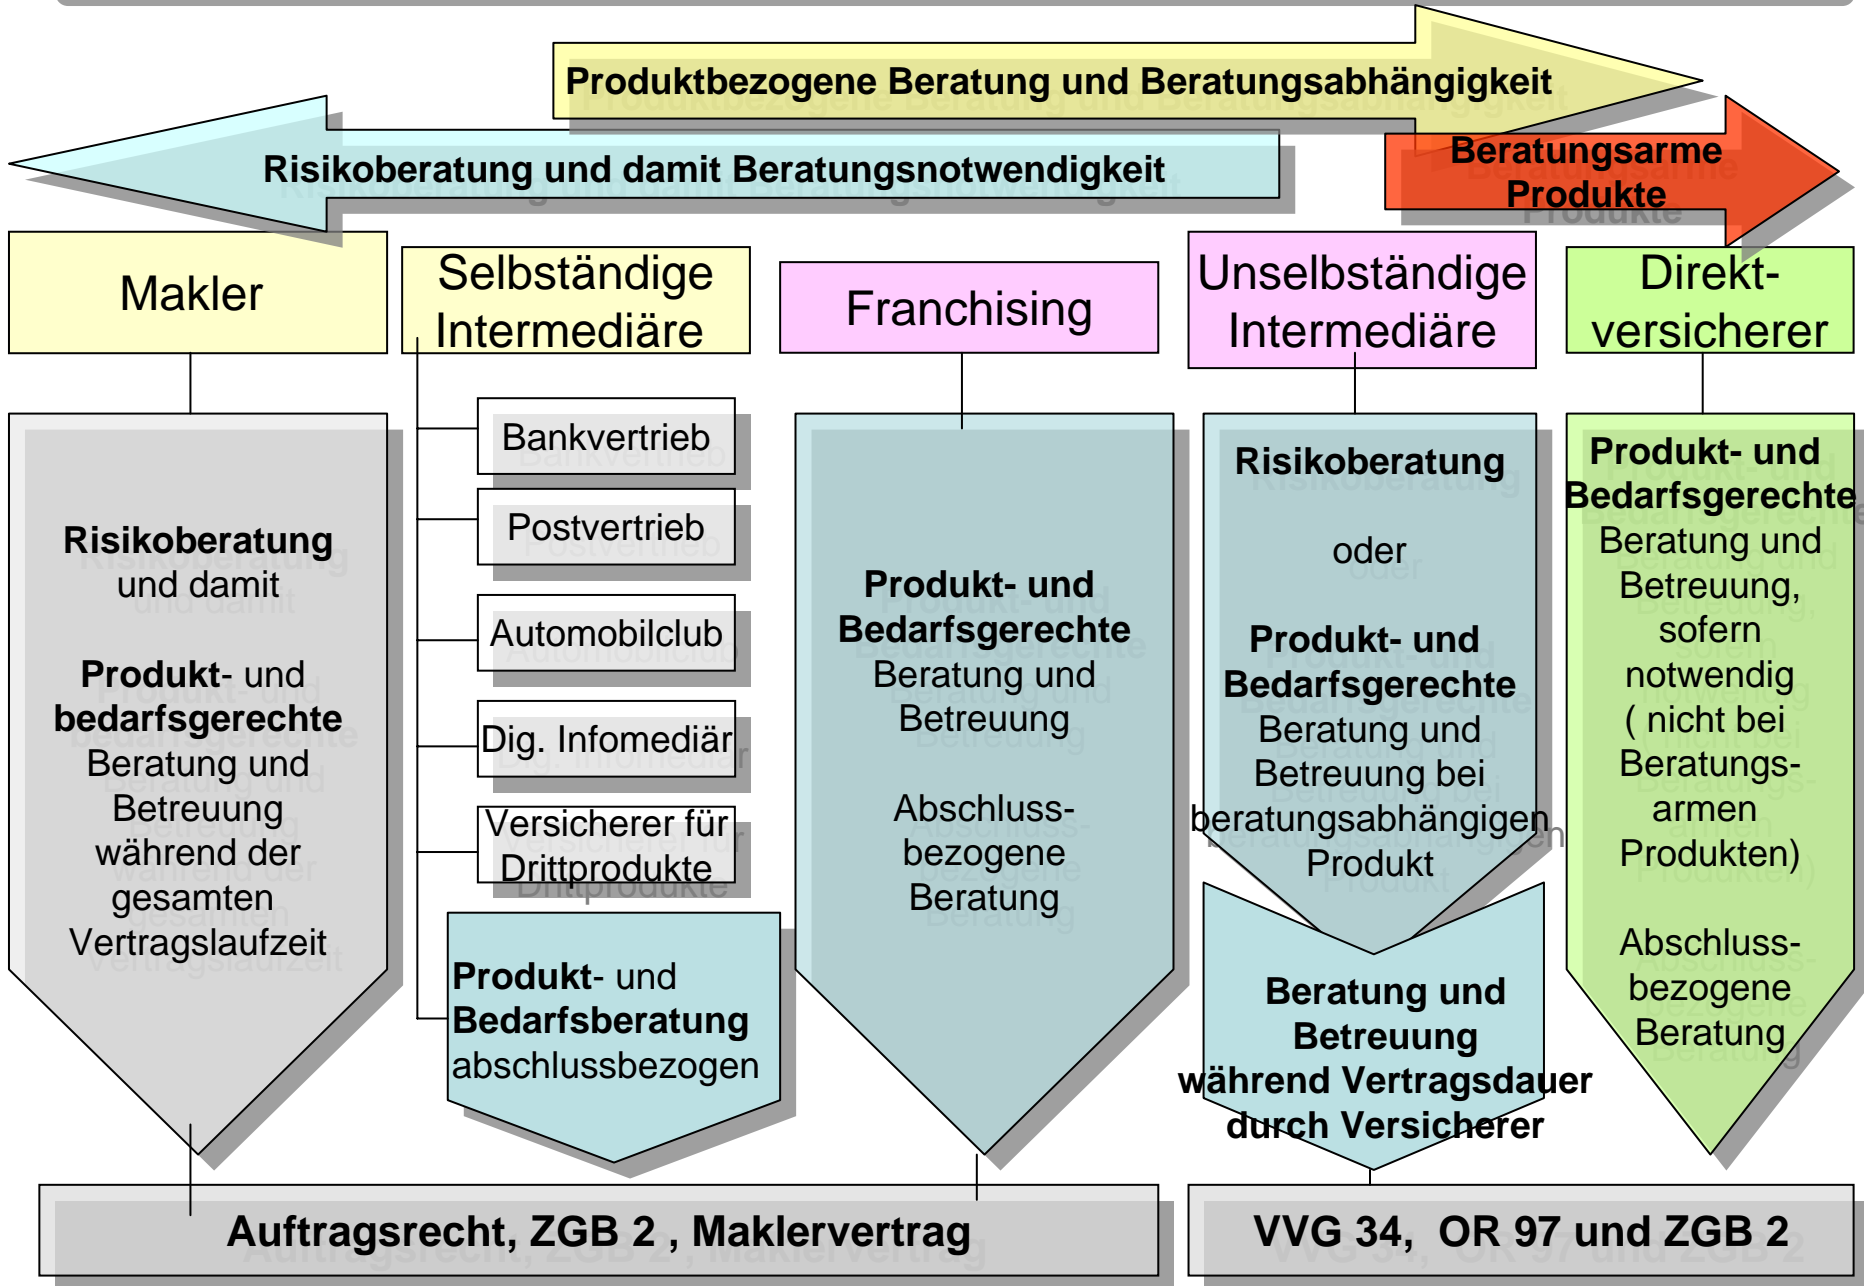 Produktbezogene Beratung und Beratungsabhängigkeit
Risikoberatung und damit Beratungsnotwendigkeit
Beratungsarme
Produkte
Makler
Selbständige
Intermediäre
Franchising
Unselbständige
Intermediäre
Direkt-
versicherer
Risikoberatung
und damit
Produkt- und
bedarfsgerechte
Beratung und
Betreuung
während der
gesamten
Vertragslaufzeit
Bankvertrieb
Postvertrieb
Automobilclub
Dig. Infomediär
Versicherer für
Drittprodukte
Produkt- und
Bedarfsberatung
abschlussbezogen
Produkt- und
Bedarfsgerechte
Beratung und
Betreuung
Abschluss-
bezogene
Beratung
Risikoberatung
oder
Produkt- und
Bedarfsgerechte
Beratung und
Betreuung bei
beratungsabhängigen
Produkt
Beratung und
Betreuung
während Vertragsdauer
durch Versicherer
Produkt- und
Bedarfsgerechte
Beratung und
Betreuung,
sofern
notwendig
( nicht bei
Beratungs-
armen
Produkten)
Abschluss-
bezogene
Beratung
Auftragsrecht, ZGB 2 , Maklervertrag
VVG 34, OR 97 und ZGB 2